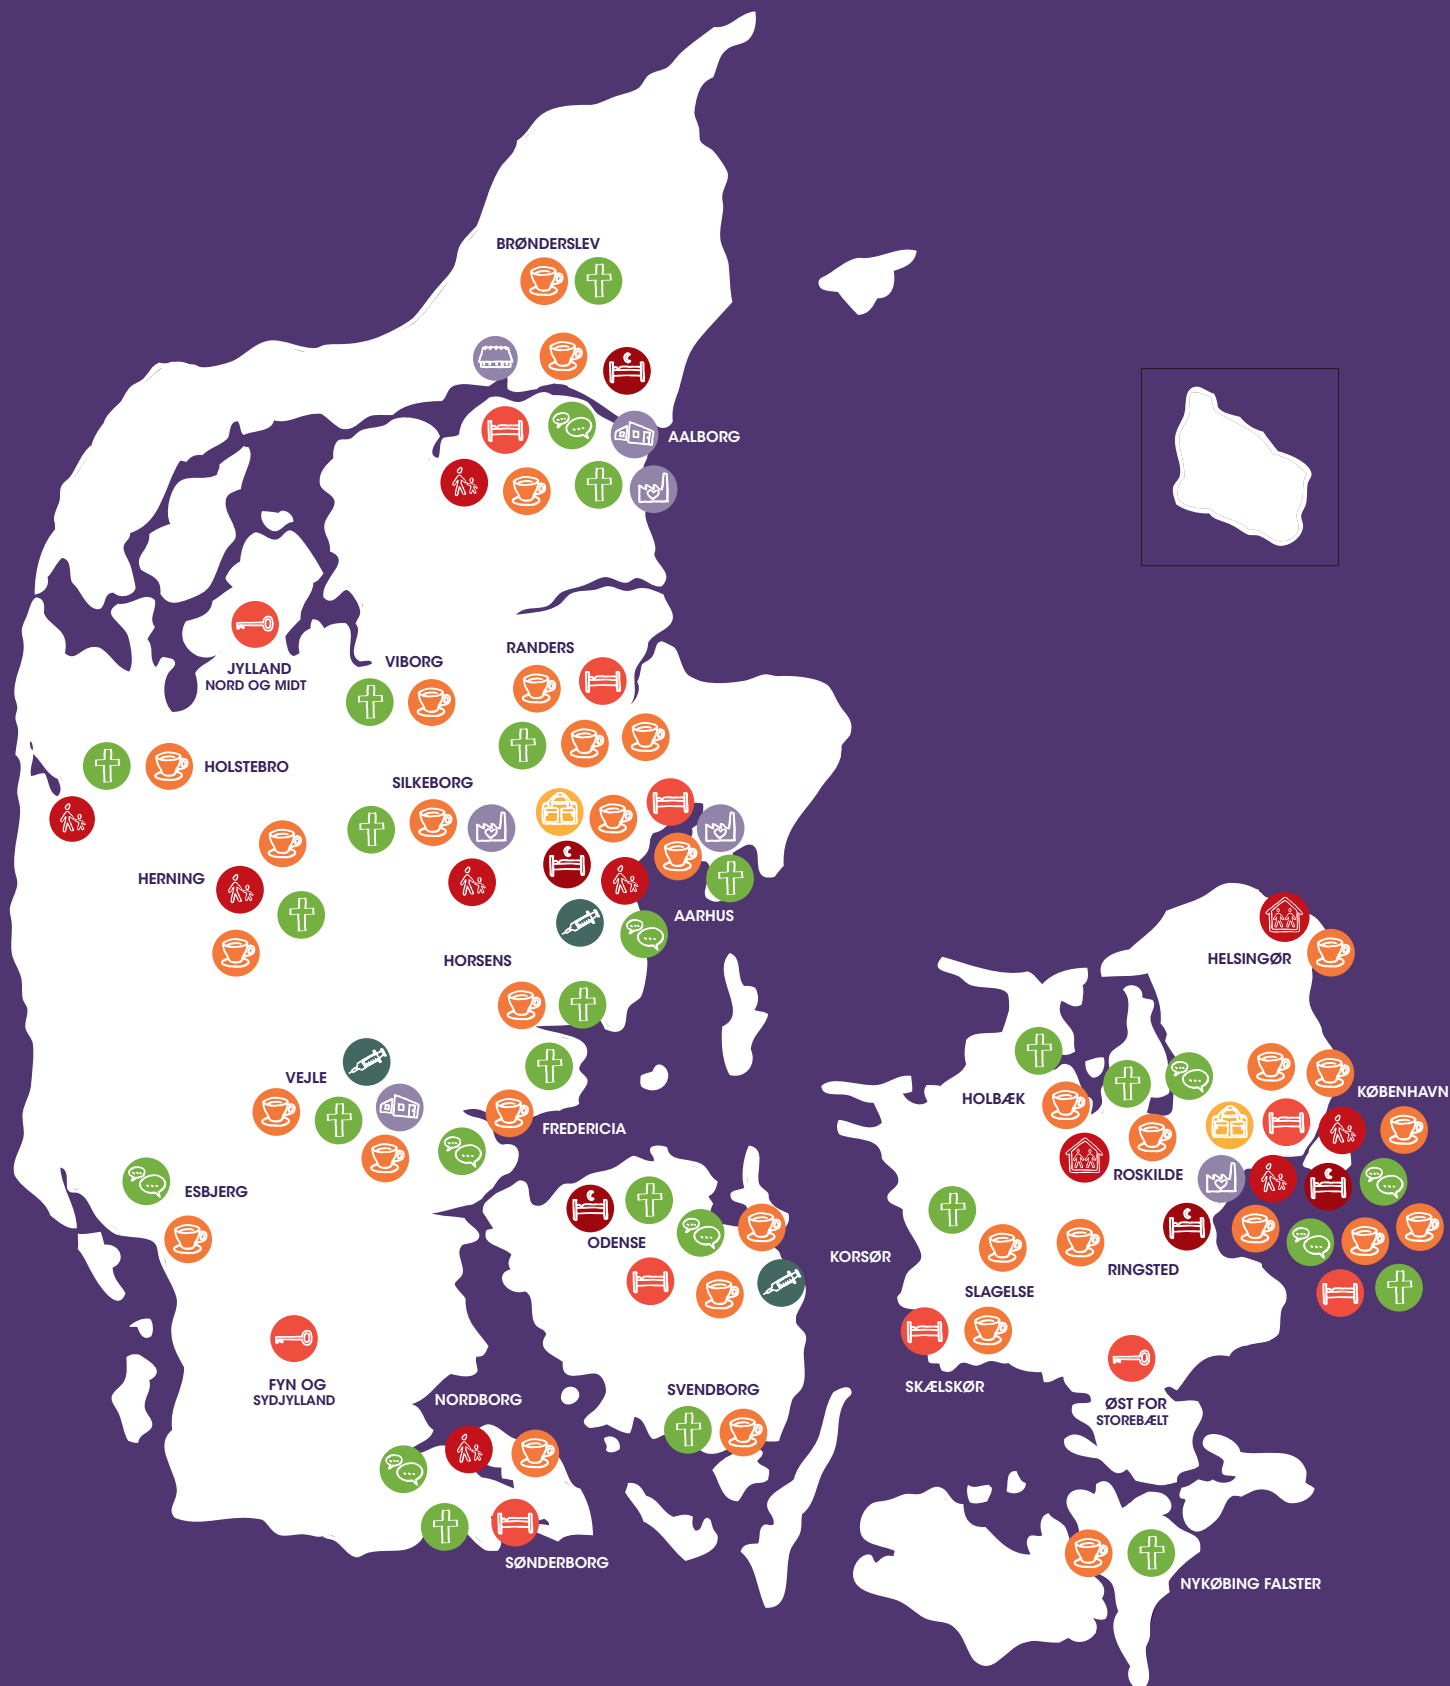 BRØNDERSLEV
AALBORG
RANDERS
VIBORG
JYLLAND
NORD OG MIDT
HOLSTEBRO
SILKEBORG
HERNING
AARHUS
HORSENS
HELSINGØR
VEJLE
KØBENHAVN
HOLBÆK
FREDERICIA
ROSKILDE
ESBJERG
ODENSE
KORSØR
RINGSTED
SLAGELSE
FYN OG
SYDJYLLAND
SKÆLSKØR
SVENDBORG
NORDBORG
ØST FOR
STOREBÆLT
SØNDERBORG
NYKØBING FALSTER